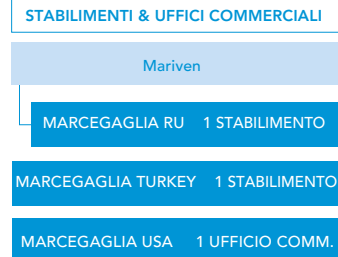 STABILIMENTI & UFFICI COMMERCIALI
Mariven
MARCEGAGLIA RU 1 STABILIMENTO
MARCEGAGLIA TURKEY 1 STABILIMENTO
MARCEGAGLIA USA 1 UFFICIO COMM.